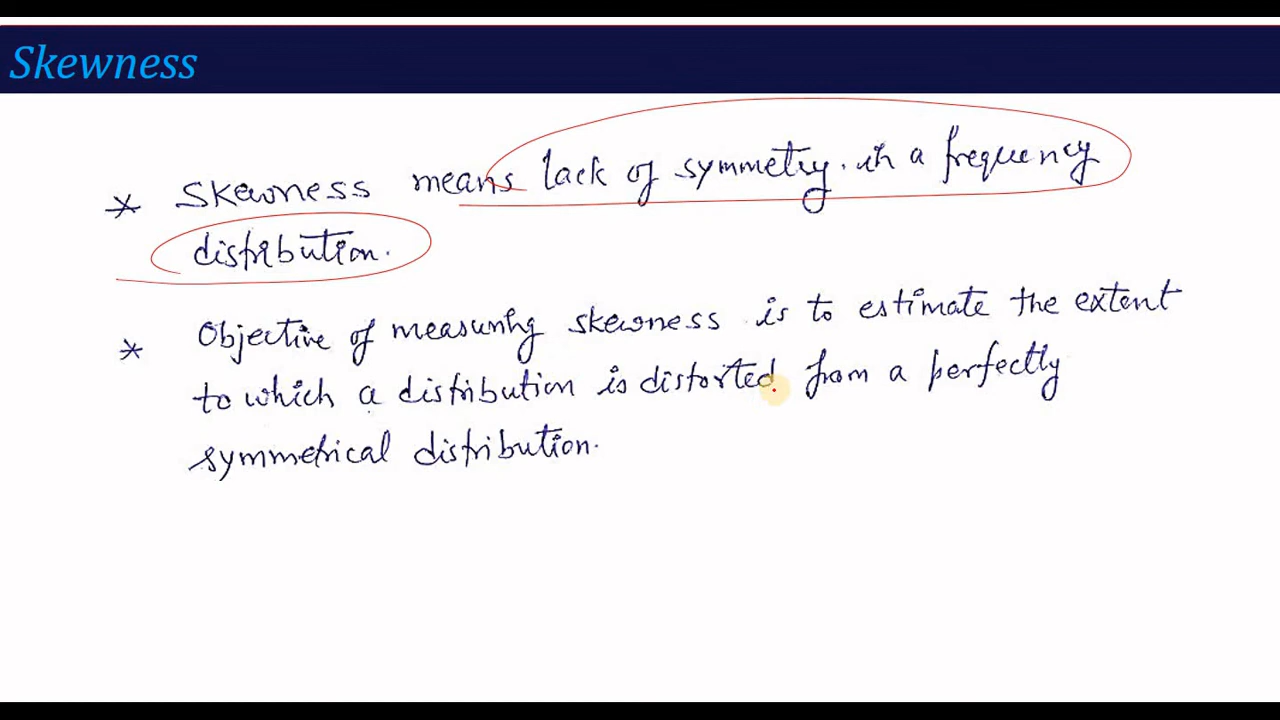 Skewness
* Skewness means lack of symmetry. in a frequency
distribution.
* Objective of measuring skewness is to estimate the extent
to which a distribution is distorted from a perfectly
symmetrical distribution.